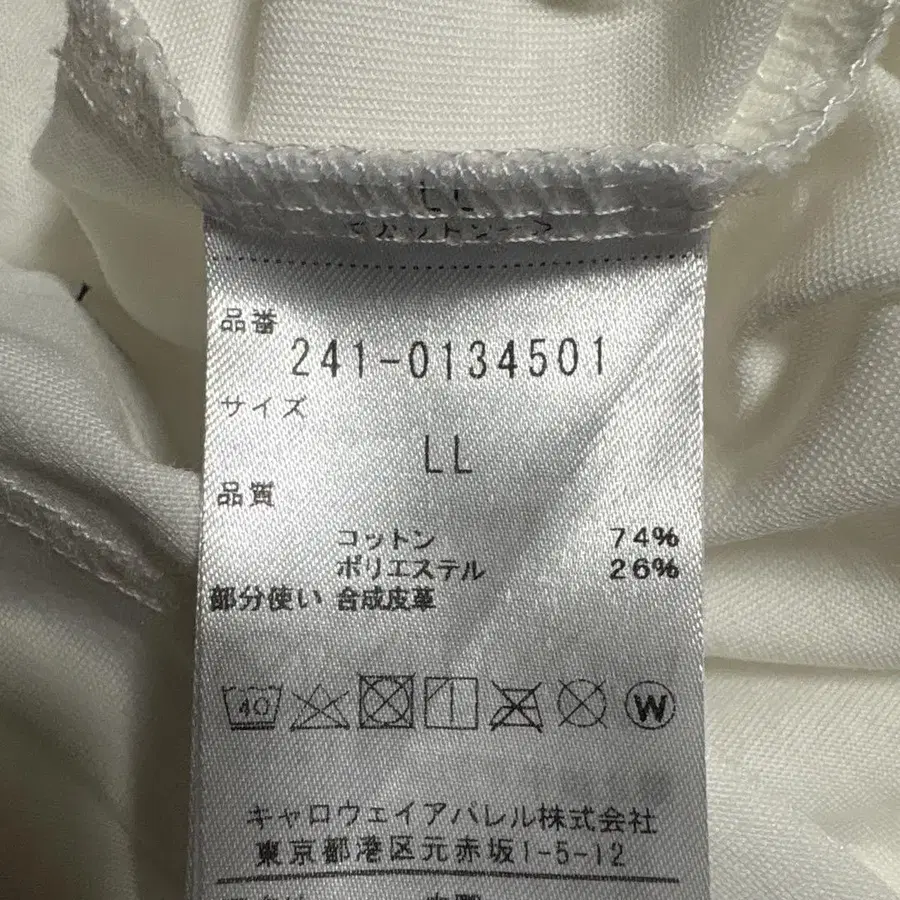 LL
品番
241-0134501
サイズ
LL
品質
コットン 74%
ポリエステル 26%
部分使い 合成皮革
40
W
キャロウェイアパレル株式会社
東京都港区元赤坂1-5-12